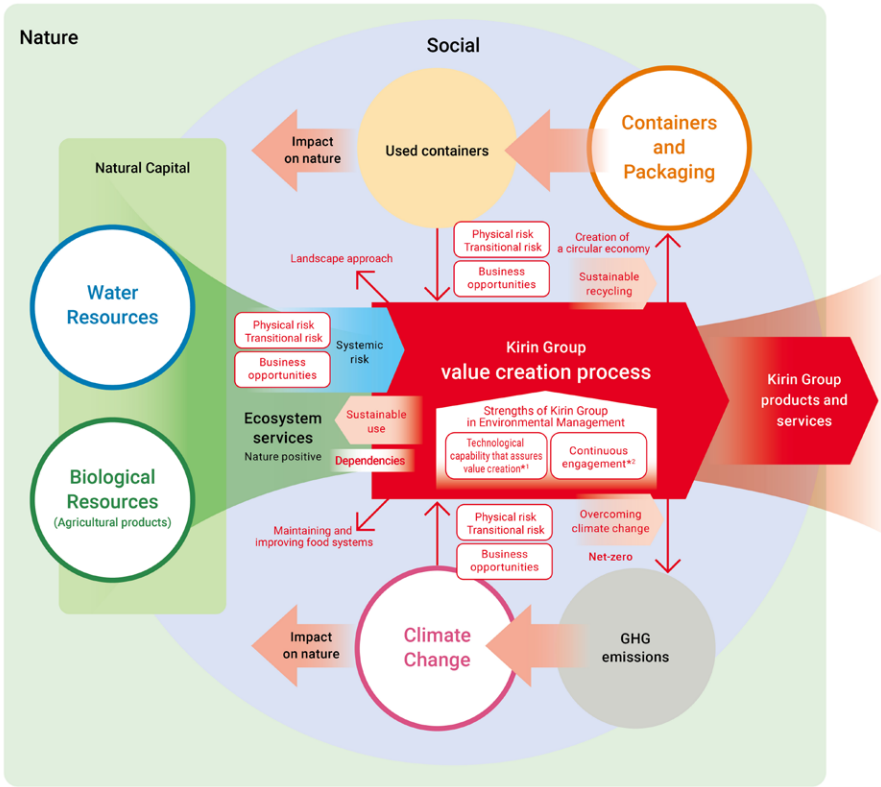 Nature
Social
Containers
and
Packaging
Used containers
Impact
on nature
Natural Capital
Physical risk
Transitional risk
Business
opportunities
Creation of
a circular economy
Sustainable
recycling
Landscape approach
Water
Resources
Physical risk
Transitional risk
Business
opportunities
Systemic
risk
Kirin Group
value creation process
Kirin Group
products and
services
Strengths of Kirin Group
in Environmental Management
Technological
capability that assures
value creation*1
Continuous
engagement*2
Ecosystem
services
Nature positive
Sustainable
use
Dependencies
Biological
Resources
(Agricultural products)
Maintaining and
improving food systems
Physical risk
Transitional risk
Business
opportunities
Overcoming
climate change
Net-zero
Impact
on nature
Climate
Change
GHG
emissions